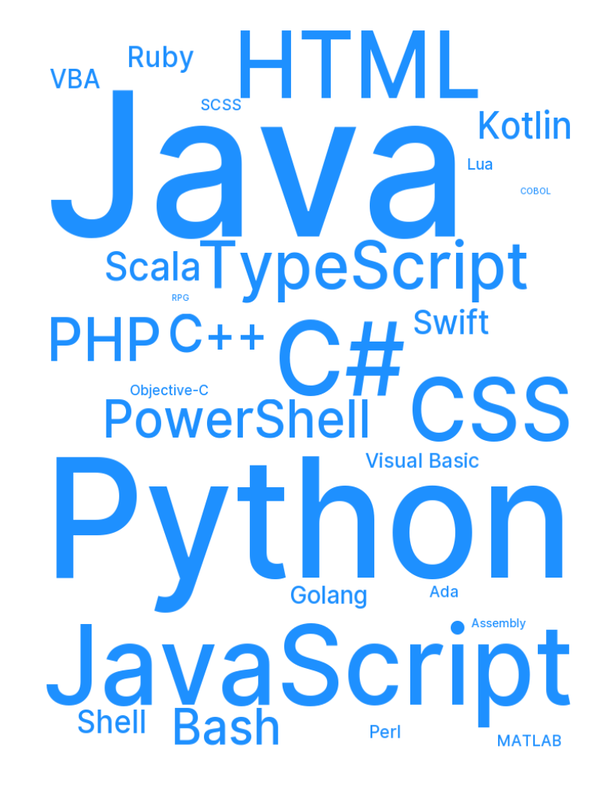 HTML
Ruby
VBA
SCSS
Java
Kotlin
Lua
COBOL
Scala
TypeScript
RPG
PHP
C++
C#
Swift
Objective-C
PowerShell
CSS
Visual Basic
Python
Golang
Ada
Assembly
JavaScript
Shell
Bash
Perl
MATLAB